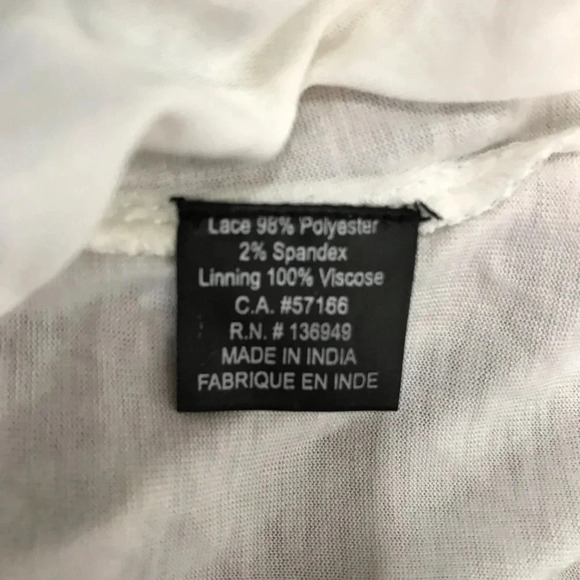 Lace 98% Polyester
2% Spandex
Linning 100% Viscose
C.A. #57166
R.N. # 136949
MADE IN INDIA
FABRIQUE EN INDE